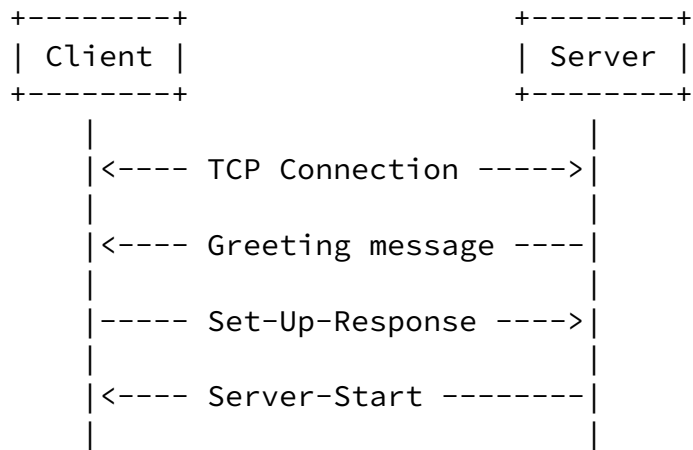 +--------+                    +--------+
| Client |                    | Server |
+--------+                    +--------+
    |                             |
    |<---- TCP Connection ----->|
    |                             |
    |<---- Greeting message ----|
    |                             |
    |----- Set-Up-Response ---->|
    |                             |
    |<---- Server-Start --------|
    |                             |